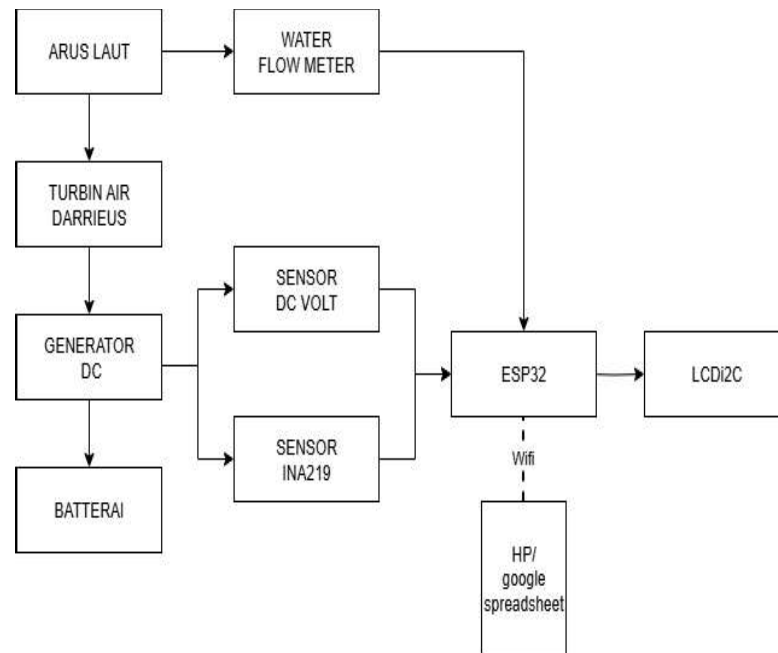 ARUS LAUT
WATER
FLOW METER
TURBIN AIR
DARRIEUS
SENSOR
DC VOLT
GENERATOR
DC
ESP32
LCDi2C
SENSOR
INA219
Wifi
BATTERAI
HP/
google
spreadsheet